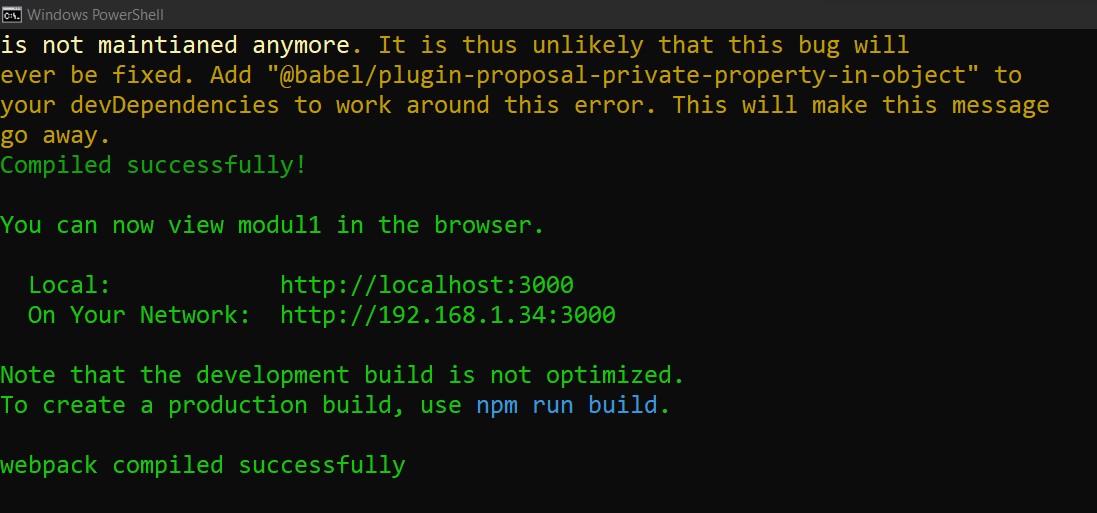 Windows PowerShell
is not maintianed anymore. It is thus unlikely that this bug will
ever be fixed. Add "@babel/plugin-proposal-private-property-in-object" to
your devDependencies to work around this error. This will make this message
go away.
Compiled successfully!
You can now view modul1 in the browser.
Local: http://localhost:3000
On Your Network: http://192.168.1.34:3000
Note that the development build is not optimized.
To create a production build, use npm run build.
webpack compiled successfully